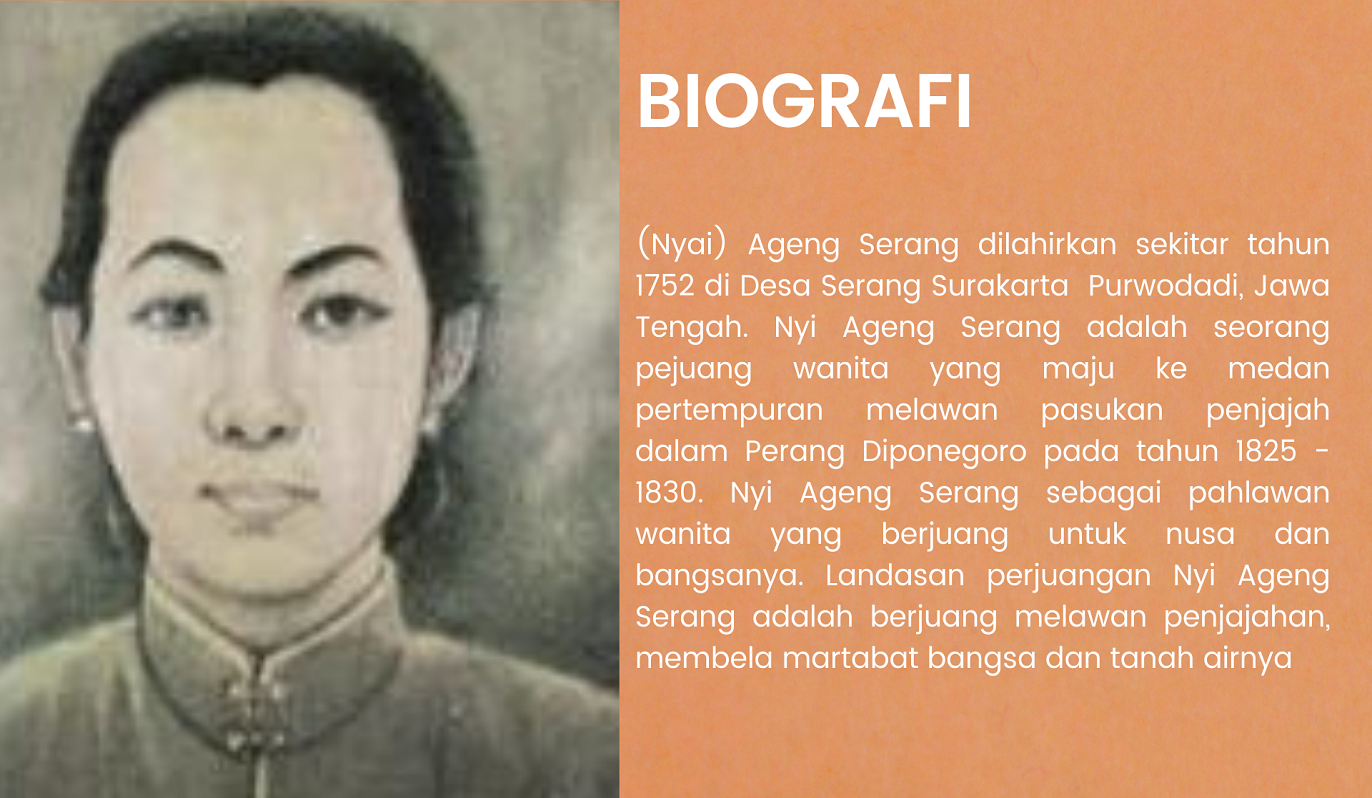 BIOGRAFI
(Nyai) Ageng Serang dilahirkan sekitar tahun
1752 di Desa Serang Surakarta Purwodadi, Jawa
Tengah. Nyi Ageng Serang adalah seorang
pejuang wanita yang maju ke medan
pertempuran melawan pasukan penjajah
dalam Perang Diponegoro pada tahun 1825 -
1830. Nyi Ageng Serang sebagai pahlawan
wanita yang berjuang untuk nusa dan
bangsanya. Landasan perjuangan Nyi Ageng
Serang adalah berjuang melawan penjajahan,
membela martabat bangsa dan tanah airnya